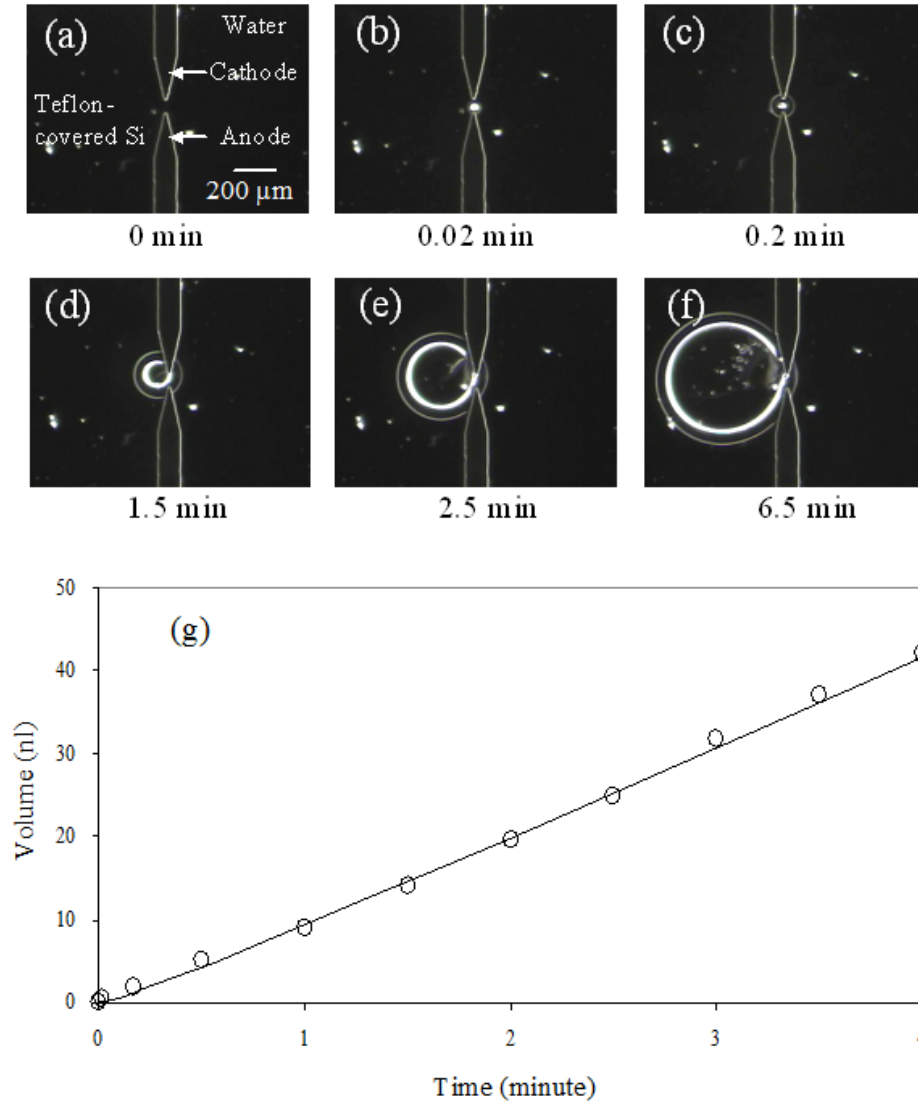 (a)
Water
Cathode
Teflon-
covered Si
Anode
200 µm
0 min
(b)
0.02 min
(c)
0.2 min
(d)
1.5 min
(e)
2.5 min
(f)
6.5 min
(g)
Volume (nl)
50
40
30
20
10
0
0
1
2
3
Time (minute)